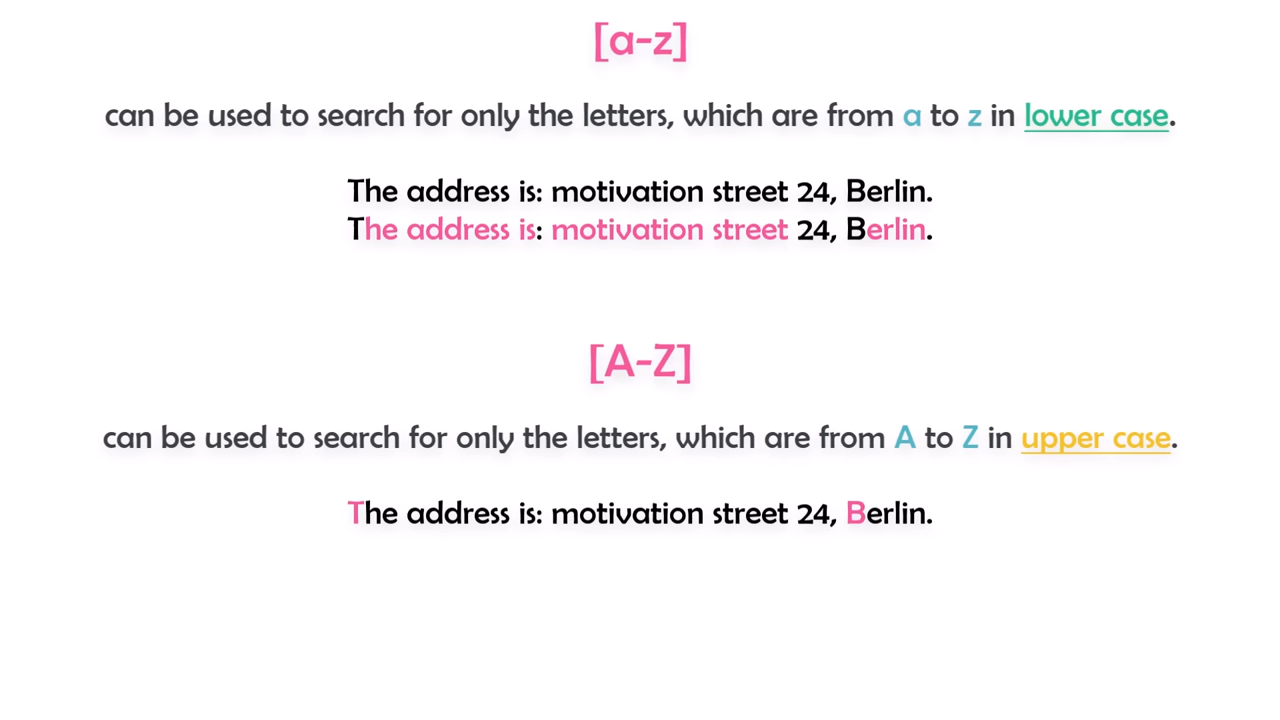 [a-z]
can be used to search for only the letters, which are from a to z in lower case.
The address is: motivation street 24, Berlin.
The address is: motivation street 24, Berlin.
[A-Z]
can be used to search for only the letters, which are from A to Z in upper case.
The address is: motivation street 24, Berlin.